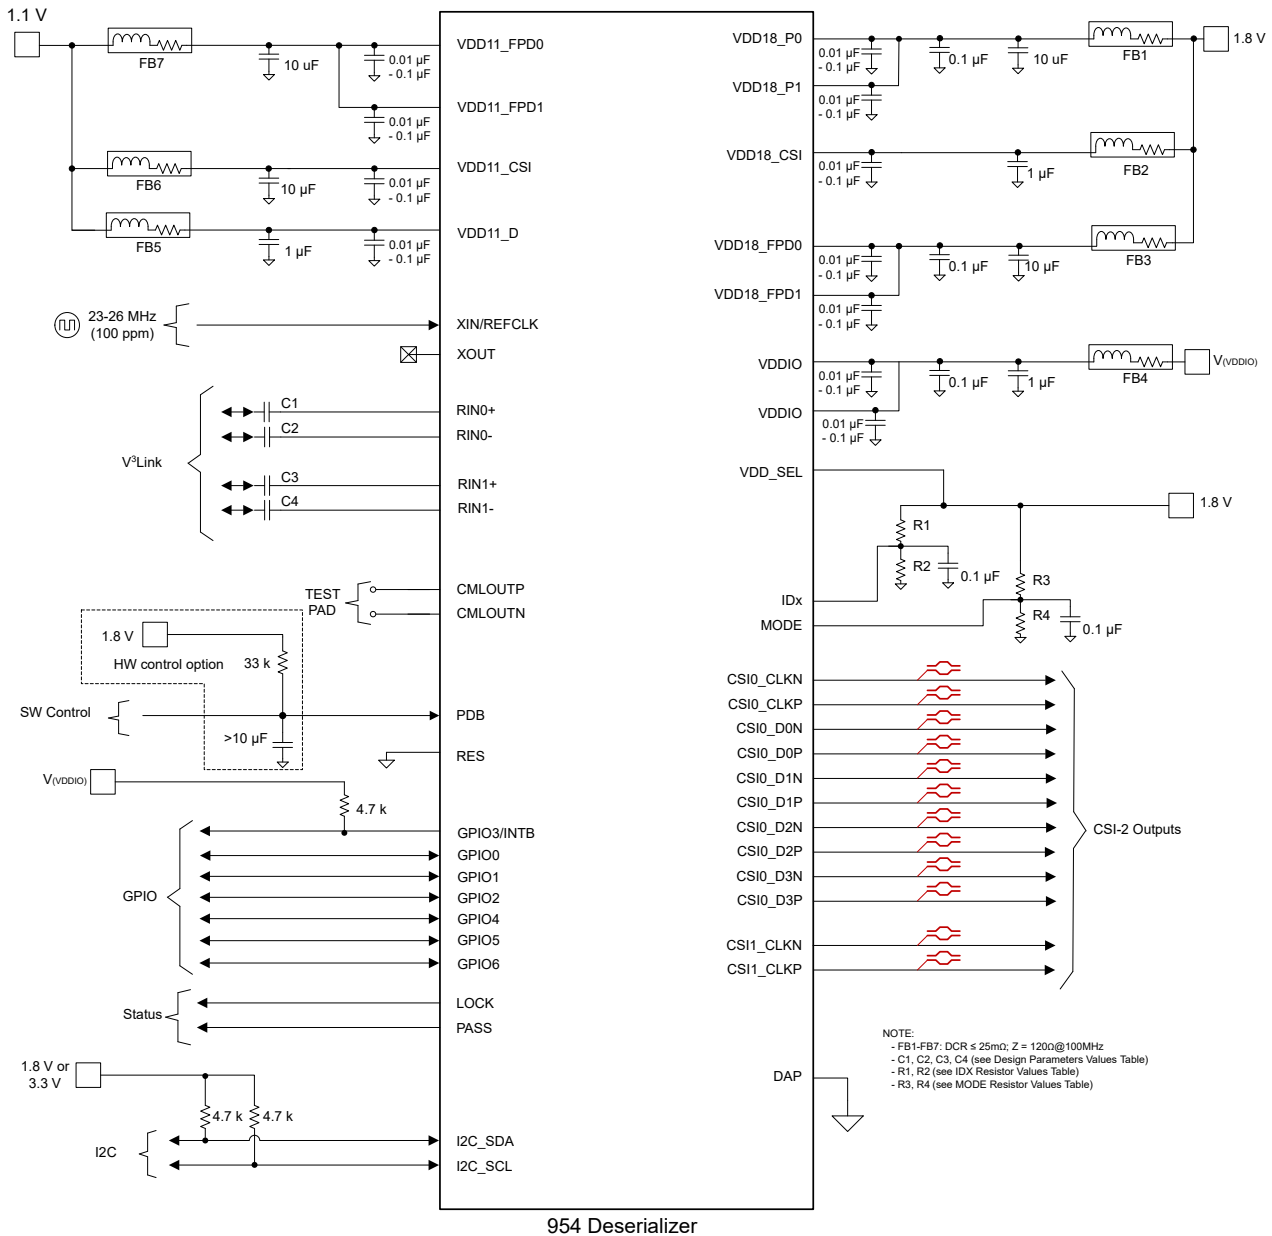 1.1 V
FB7
10 uF
0.01 µF
- 0.1 µF
VDD11_FPD0
0.01 µF
- 0.1 µF
VDD11_FPD1
FB6
10 µF
0.01 µF
- 0.1 µF
VDD11_CSI
FB5
1 µF
0.01 µF
- 0.1 µF
VDD11_D
23-26 MHz
(100 ppm)
XIN/REFCLK
XOUT
V³Link
C1
RIN0+
C2
RIN0-
C3
RIN1+
C4
RIN1-
TEST
PAD
CMLOUTP
CMLOUTN
1.8 V
HW control option
33 k
SW Control
>10 µF
PDB
RES
V(VDDIO)
4.7 k
GPIO
GPIO3/INTB
GPIO0
GPIO1
GPIO2
GPIO4
GPIO5
GPIO6
Status
LOCK
PASS
1.8 V or
3.3 V
4.7 k
4.7 k
I2C
I2C_SDA
I2C_SCL
VDD18_P0
0.01 µF
- 0.1 µF
0.1 µF
10 uF
FB1
1.8 V
VDD18_P1
0.01 µF
- 0.1 µF
VDD18_CSI
0.01 µF
- 0.1 µF
1 µF
FB2
VDD18_FPD0
0.01 µF
- 0.1 µF
0.1 µF
10 µF
FB3
VDD18_FPD1
0.01 µF
- 0.1 µF
VDDIO
0.01 µF
- 0.1 µF
0.1 µF
1 µF
FB4
V(VDDIO)
VDDIO
0.01 µF
- 0.1 µF
VDD_SEL
1.8 V
R1
R2
0.1 µF
IDx
R3
R4
0.1 µF
MODE
CSI0_CLKN
CSI0_CLKP
CSI0_D0N
CSI0_D0P
CSI0_D1N
CSI0_D1P
CSI0_D2N
CSI0_D2P
CSI0_D3N
CSI0_D3P
CSI1_CLKN
CSI1_CLKP
CSI-2 Outputs
DAP
NOTE:
- FB1-FB7: DCR ≤ 25mΩ; Z = 120Ω@100MHz
- C1, C2, C3, C4 (see Design Parameters Values Table)
- R1, R2 (see IDX Resistor Values Table)
- R3, R4 (see MODE Resistor Values Table)
954 Deserializer